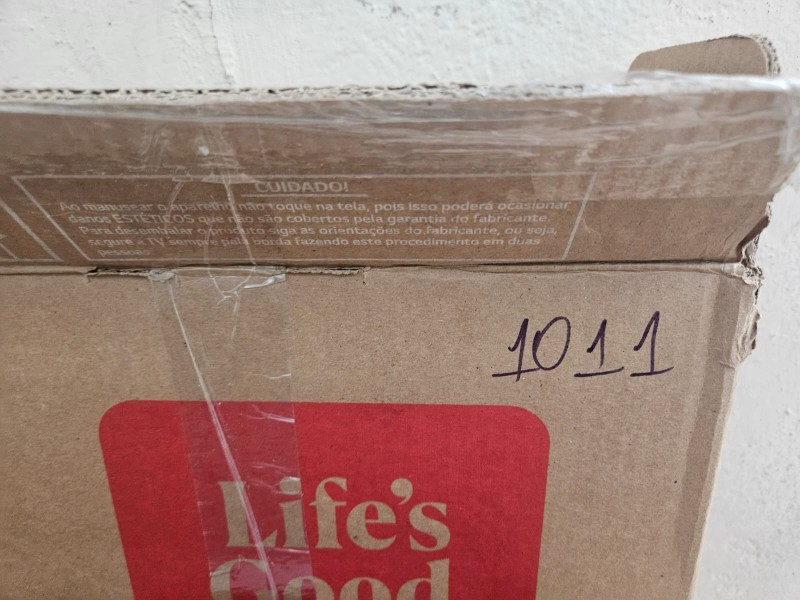 CUIDADO!
Ao manusear o aparelho não toque na tela, pois isso poderá ocasionar
danos ESTÉTICOS que não são cobertos pela garantia do fabricante.
Para desembalar o produto siga as orientações do fabricante, ou seja,
segure a TV sempre pela borda fazendo este procedimento em duas
pessoas.
1011
Life's
Good